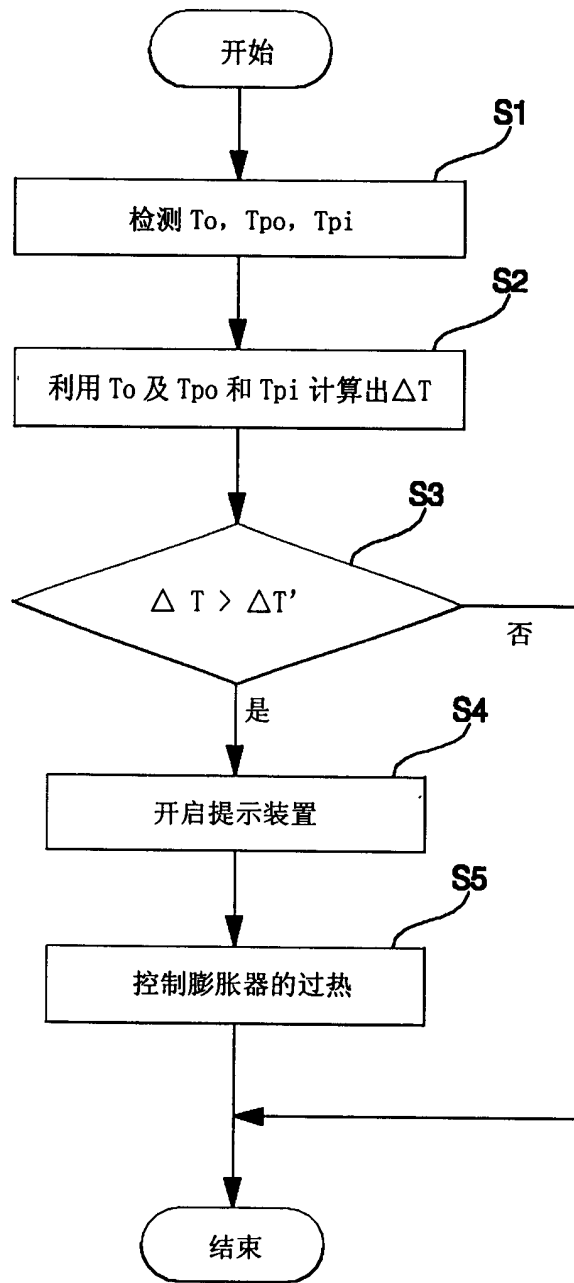 开始
S1
检测 To, Tpo, Tpi
S2
利用 To 及 Tpo 和 Tpi 计算出△T
S3
△ T > △T'
否
是
S4
开启提示装置
S5
控制膨胀器的过热
结束